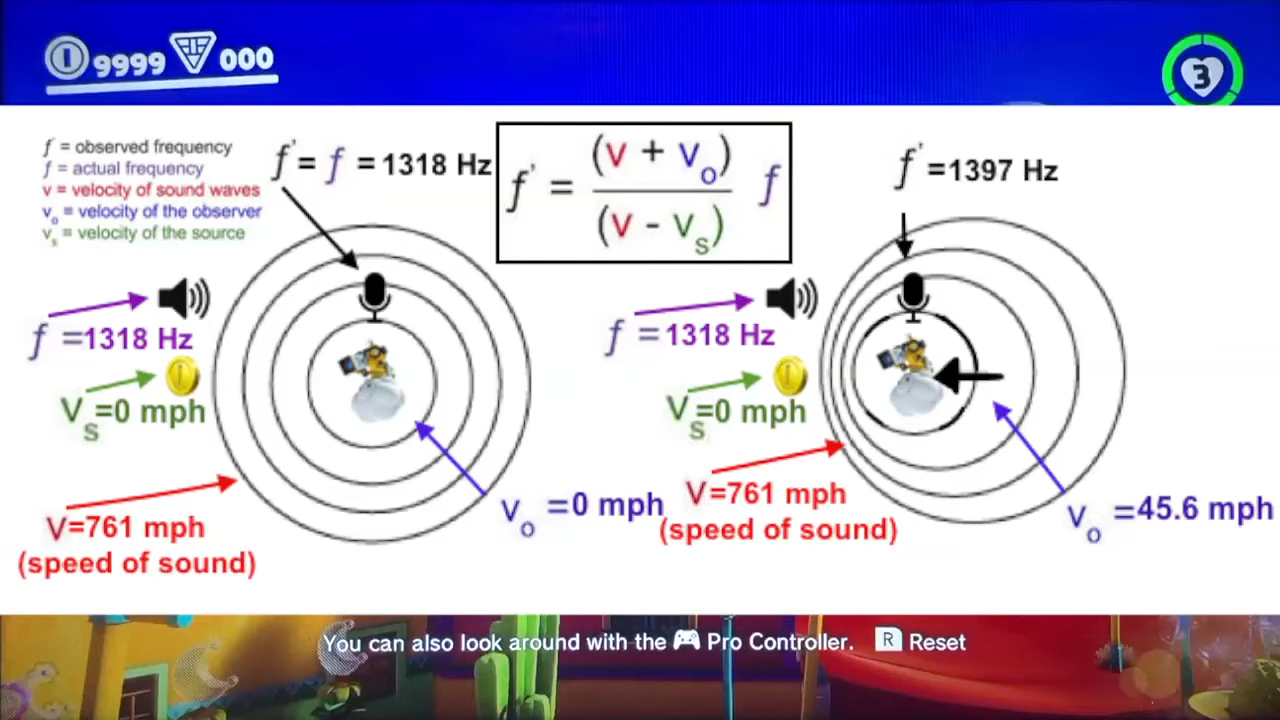 9999 000
3
f' = observed frequency
f = actual frequency
v = velocity of sound waves
vₒ = velocity of the observer
vₛ = velocity of the source
f' = f = 1318 Hz
f' = (v + vₒ) / (v - vₛ) f
f' =1397 Hz
f =1318 Hz
Vₛ=0 mph
V=761 mph
(speed of sound)
vₒ =0 mph
f = 1318 Hz
Vₛ=0 mph
V=761 mph
(speed of sound)
vₒ =45.6 mph
You can also look around with the Pro Controller. R Reset